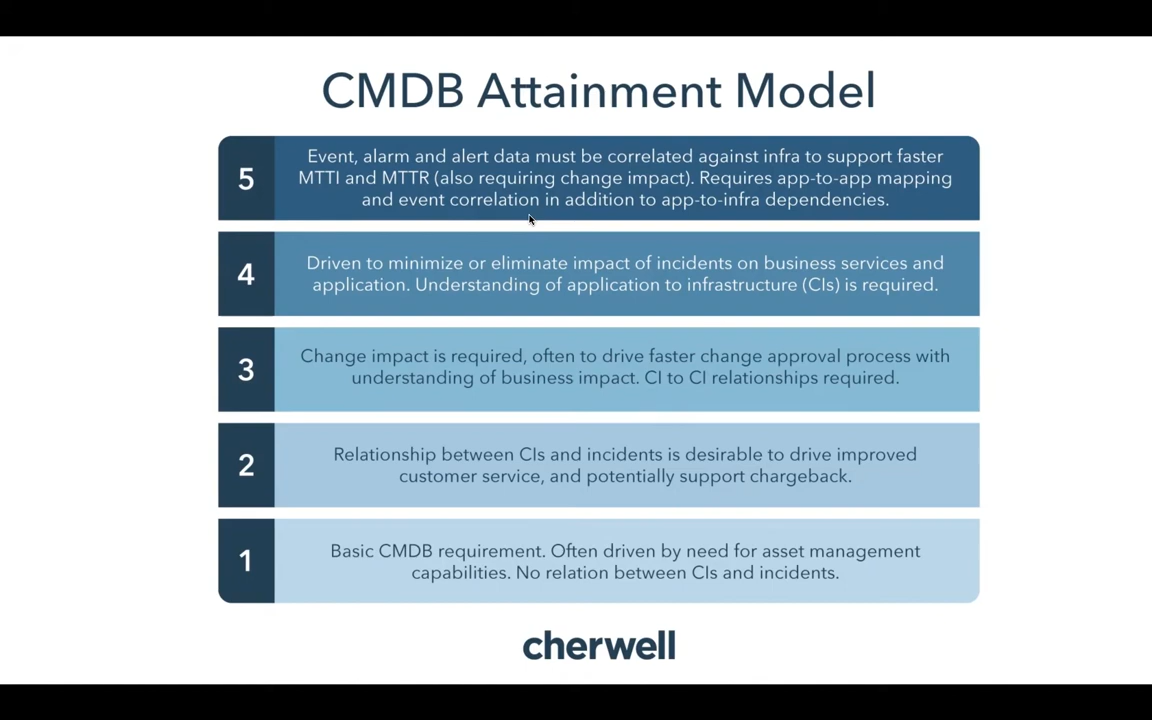 CMDB Attainment Model
5
Event, alarm and alert data must be correlated against infra to support faster
MTTI and MTTR (also requiring change impact). Requires app-to-app mapping
and event correlation in addition to app-to-infra dependencies.
4
Driven to minimize or eliminate impact of incidents on business services and
application. Understanding of application to infrastructure (CIs) is required.
3
Change impact is required, often to drive faster change approval process with
understanding of business impact. CI to CI relationships required.
2
Relationship between CIs and incidents is desirable to drive improved
customer service, and potentially support chargeback.
1
Basic CMDB requirement. Often driven by need for asset management
capabilities. No relation between CIs and incidents.
cherwell